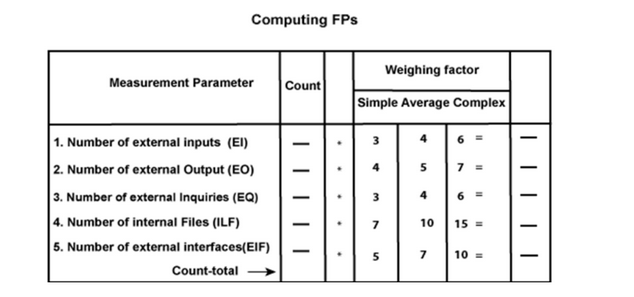 Computing FPs
Measurement Parameter Count Weighing factor
Simple Average Complex
1. Number of external inputs (EI) — * 3 4 6 = —
2. Number of external Output (EO) — * 4 5 7 = —
3. Number of external Inquiries (EQ) — * 3 4 6 = —
4. Number of internal Files (ILF) — * 7 10 15 = —
5. Number of external interfaces(EIF) — * 5 7 10 = —
Count-total →